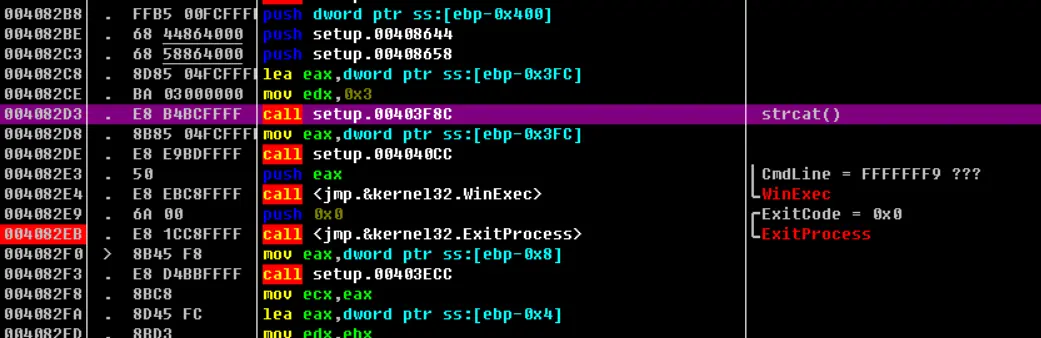 004082B8 . FFB5 00FCFFFF push dword ptr ss:[ebp-0x400]
004082BE . 68 44864000 push setup.00408644
004082C3 . 68 58864000 push setup.00408658
004082C8 . 8D85 04FCFFFF lea eax,dword ptr ss:[ebp-0x3FC]
004082CE . BA 03000000 mov edx,0x3
004082D3 . E8 B4BCFFFF call setup.00403F8C strcat()
004082D8 . 8B85 04FCFFFF mov eax,dword ptr ss:[ebp-0x3FC]
004082DE . E8 E9BDFFFF call setup.004040CC
004082E3 . 50 push eax CmdLine = FFFFFFF9 ???
004082E4 . E8 EBC8FFFF call <jmp.&kernel32.WinExec> WinExec
004082E9 . 6A 00 push 0x0 ExitCode = 0x0
004082EB . E8 1CC8FFFF call <jmp.&kernel32.ExitProcess> ExitProcess
004082F0 > 8B45 F8 mov eax,dword ptr ss:[ebp-0x8]
004082F3 . E8 D4BBFFFF call setup.00403ECC
004082F8 . 8BC8 mov ecx,eax
004082FA . 8D45 FC lea eax,dword ptr ss:[ebp-0x4]
004082FD . 8BD3 mov edx,ebx